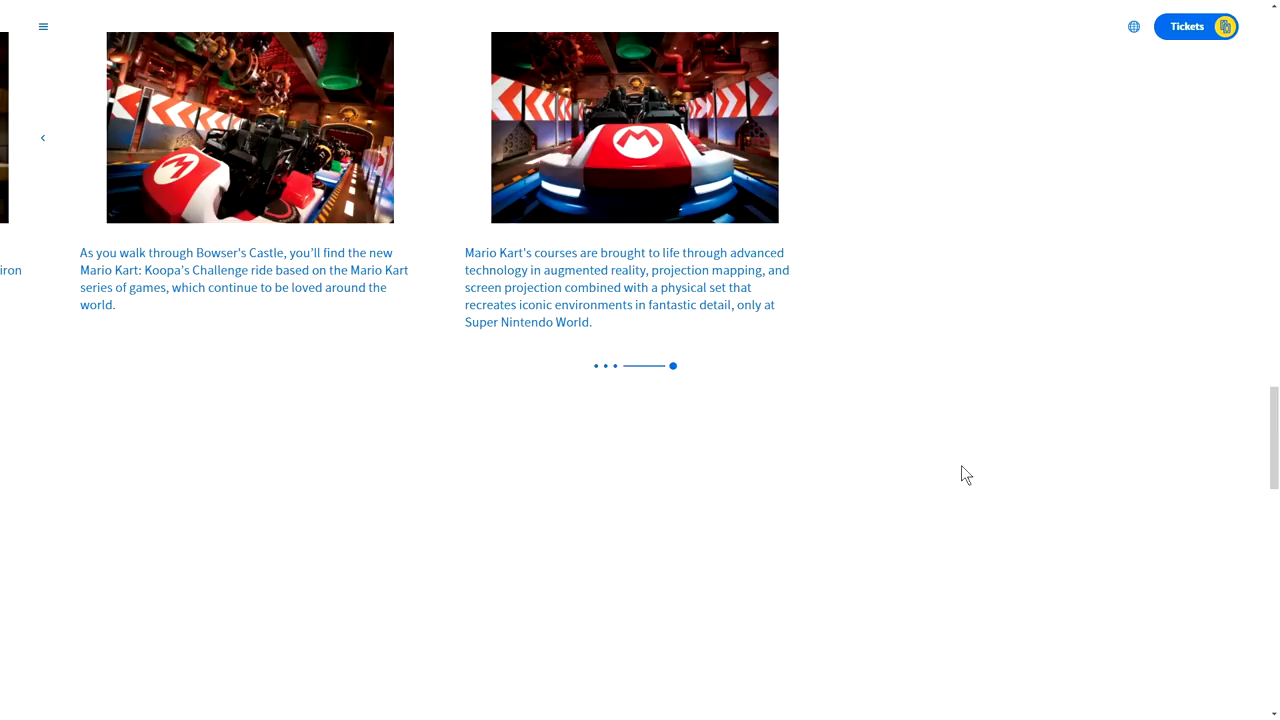 Tickets
iron
As you walk through Bowser's Castle, you’ll find the new
Mario Kart: Koopa’s Challenge ride based on the Mario Kart
series of games, which continue to be loved around the
world.
Mario Kart's courses are brought to life through advanced
technology in augmented reality, projection mapping, and
screen projection combined with a physical set that
recreates iconic environments in fantastic detail, only at
Super Nintendo World.